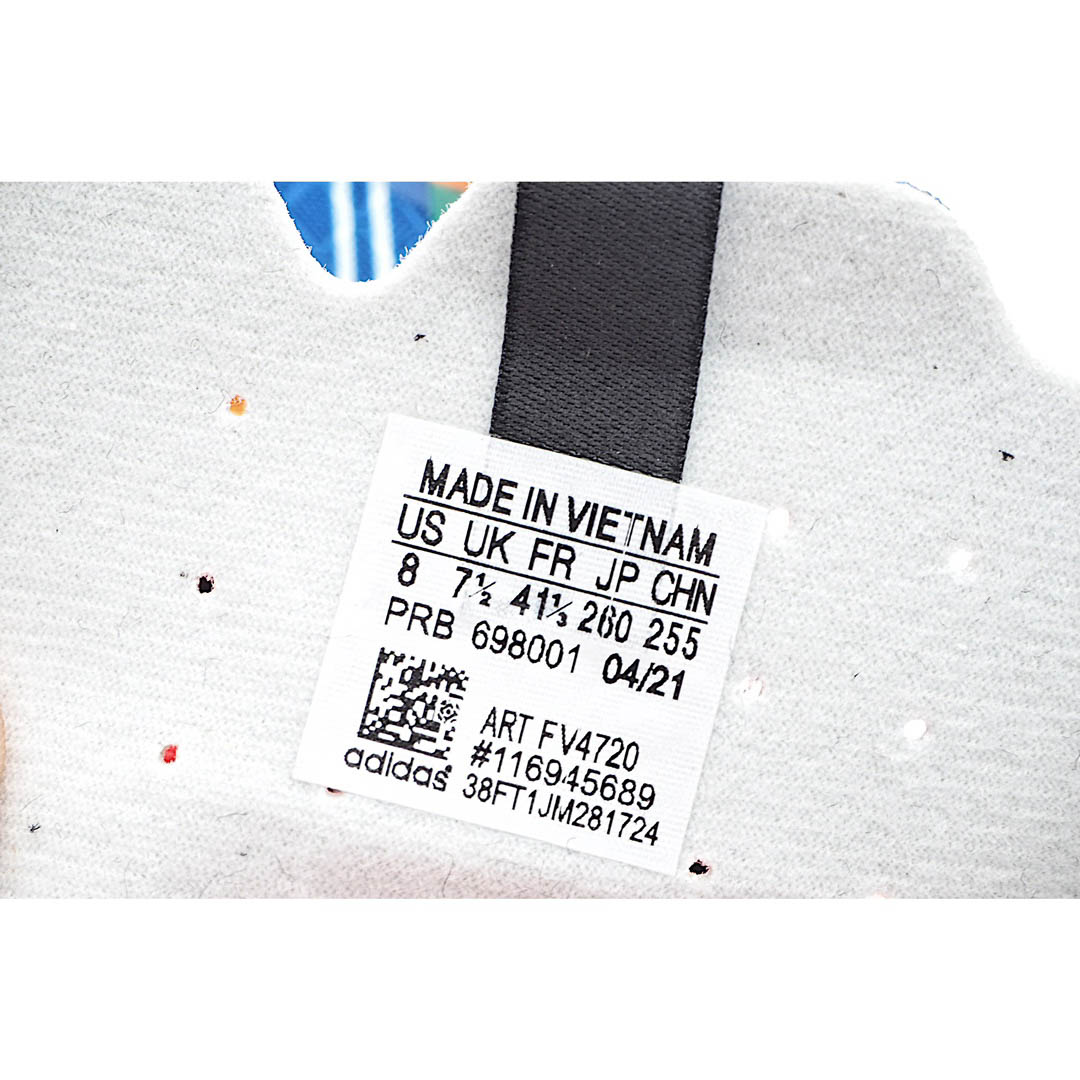 MADE IN VIETNAM
US UK FR JP CHN
8 7½ 41⅓ 260 255
PRB 698001 04/21
ART FV4720
#116945689
adidas 38FT1JM281724